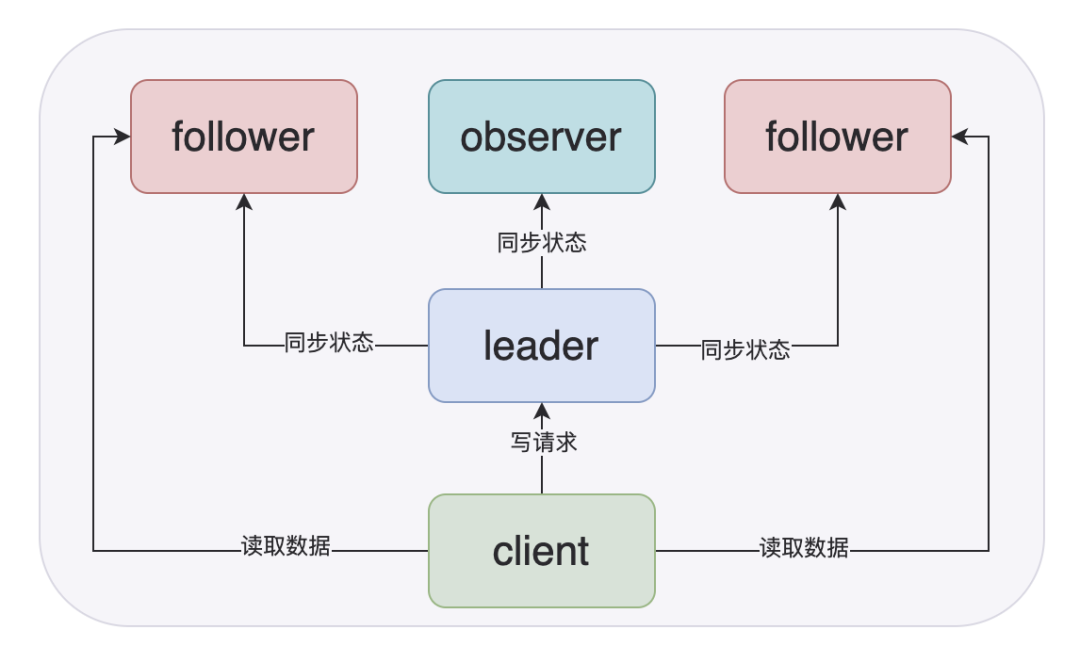 follower
observer
follower
同步状态
同步状态
leader
同步状态
写请求
读取数据
client
读取数据